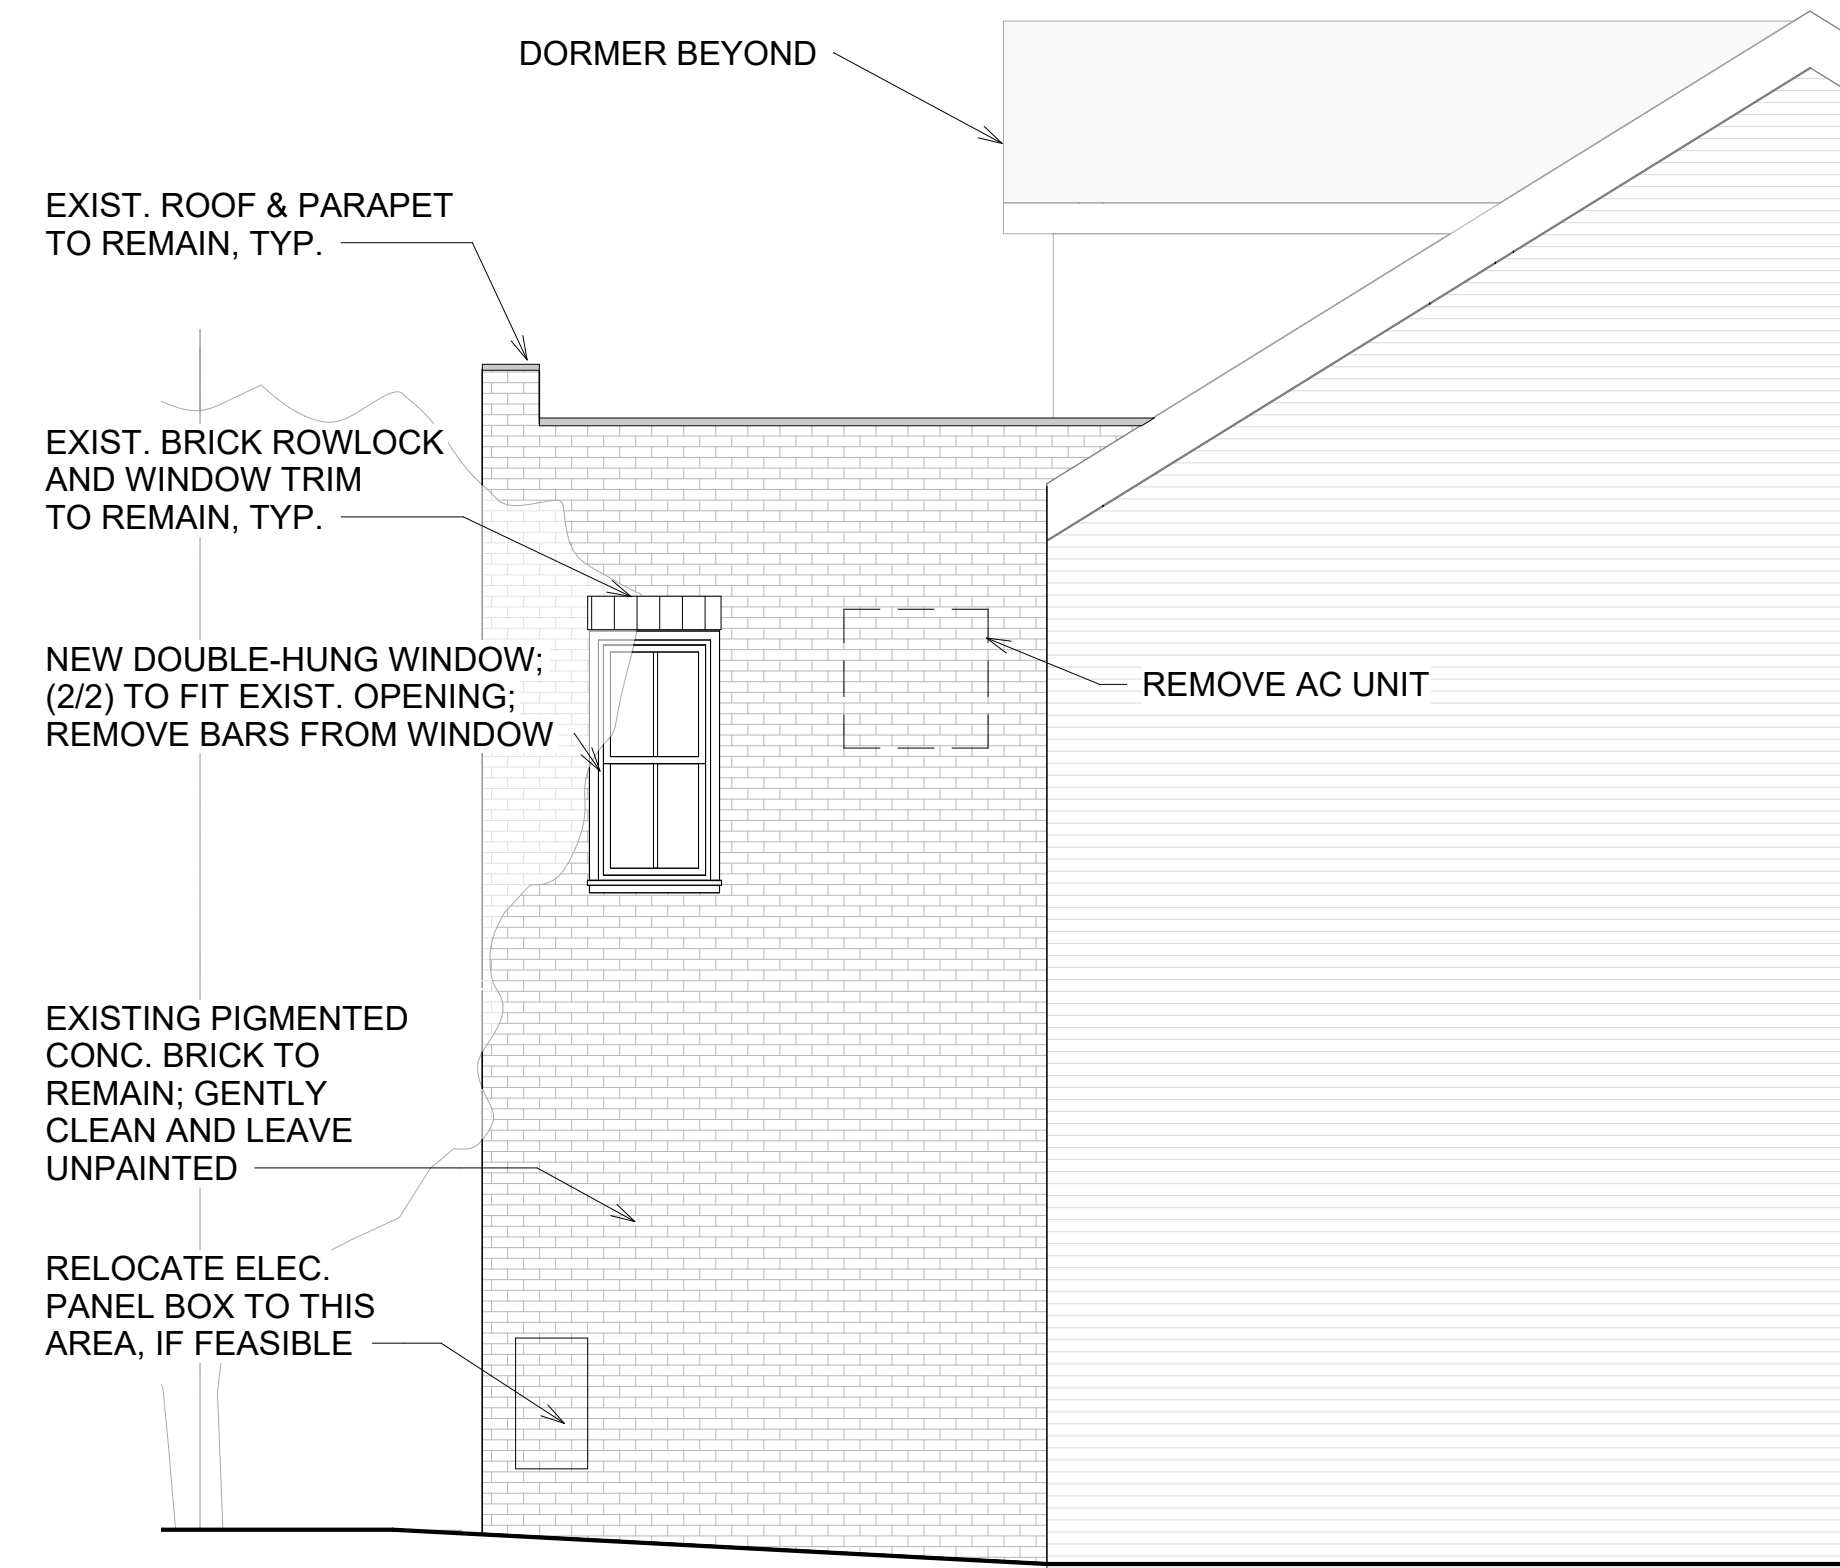 DORMER BEYOND
EXIST. ROOF & PARAPET
TO REMAIN, TYP.
EXIST. BRICK ROWLOCK
AND WINDOW TRIM
TO REMAIN, TYP.
NEW DOUBLE-HUNG WINDOW;
(2/2) TO FIT EXIST. OPENING;
REMOVE BARS FROM WINDOW
REMOVE AC UNIT
EXISTING PIGMENTED
CONC. BRICK TO
REMAIN; GENTLY
CLEAN AND LEAVE
UNPAINTED
RELOCATE ELEC.
PANEL BOX TO THIS
AREA, IF FEASIBLE